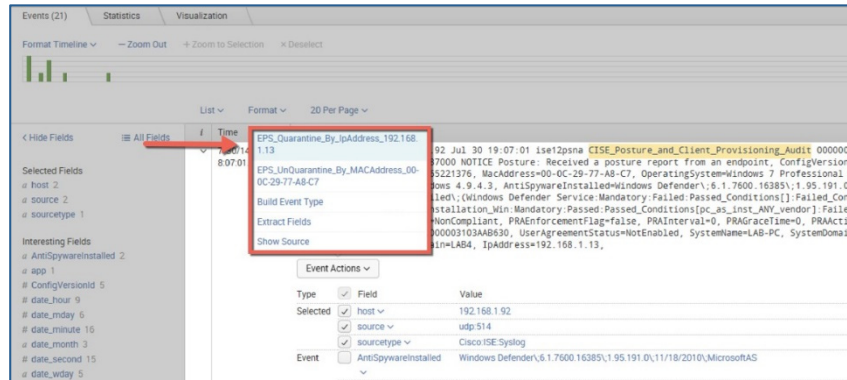 Events (21) Statistics Visualization
Format Timeline — Zoom Out + Zoom to Selection × Deselect
List Format 20 Per Page
< Hide Fields All Fields
i Time
Selected Fields
a host 2
a source 2
a sourcetype 1
Interesting Fields
a AntiSpywareInstalled 2
a app 1
# ConfigVersionId 5
# date_hour 9
# date_mday 6
# date_minute 16
a date_month 3
# date_second 15
a date_wday 5
8:07:01
EPS_Quarantine_By_IpAddress_192.168.
1.13
EPS_UnQuarantine_By_MACAddress_00-
0C-29-77-A8-C7
Build Event Type
Extract Fields
Show Source
.92 Jul 30 19:07:01 ise12psna CISE_Posture_and_Client_Provisioning_Audit 000000
87000 NOTICE Posture: Received a posture report from an endpoint, ConfigVersion
55221376, MacAddress=00-0C-29-77-A8-C7, OperatingSystem=Windows 7 Professional
dows 4.9.4.3, AntiSpywareInstalled=Windows Defender\;6.1.7600.16385\;1.95.191.0
iled\;(Windows Defender Service:Mandatory:Failed:Passed_Conditions[]:Failed_Con
nstallation_Win:Mandatory:Passed:Passed_Conditions[pc_as_inst_ANY_vendor]:Faile
=NonCompliant, PRAEnforcementFlag=false, PRAInterval=0, PRAGraceTime=0, PRAActi
000003103AAB630, UserAgreementStatus=NotEnabled, SystemName=LAB-PC, SystemDomai
ain=LAB4, IpAddress=192.168.1.13,
Event Actions
Type Field Value
Selected host 192.168.1.92
source udp:514
sourcetype Cisco:ISE:Syslog
Event AntiSpywareInstalled Windows Defender\;6.1.7600.16385\;1.95.191.0\;11/18/2010\;MicrosoftAS